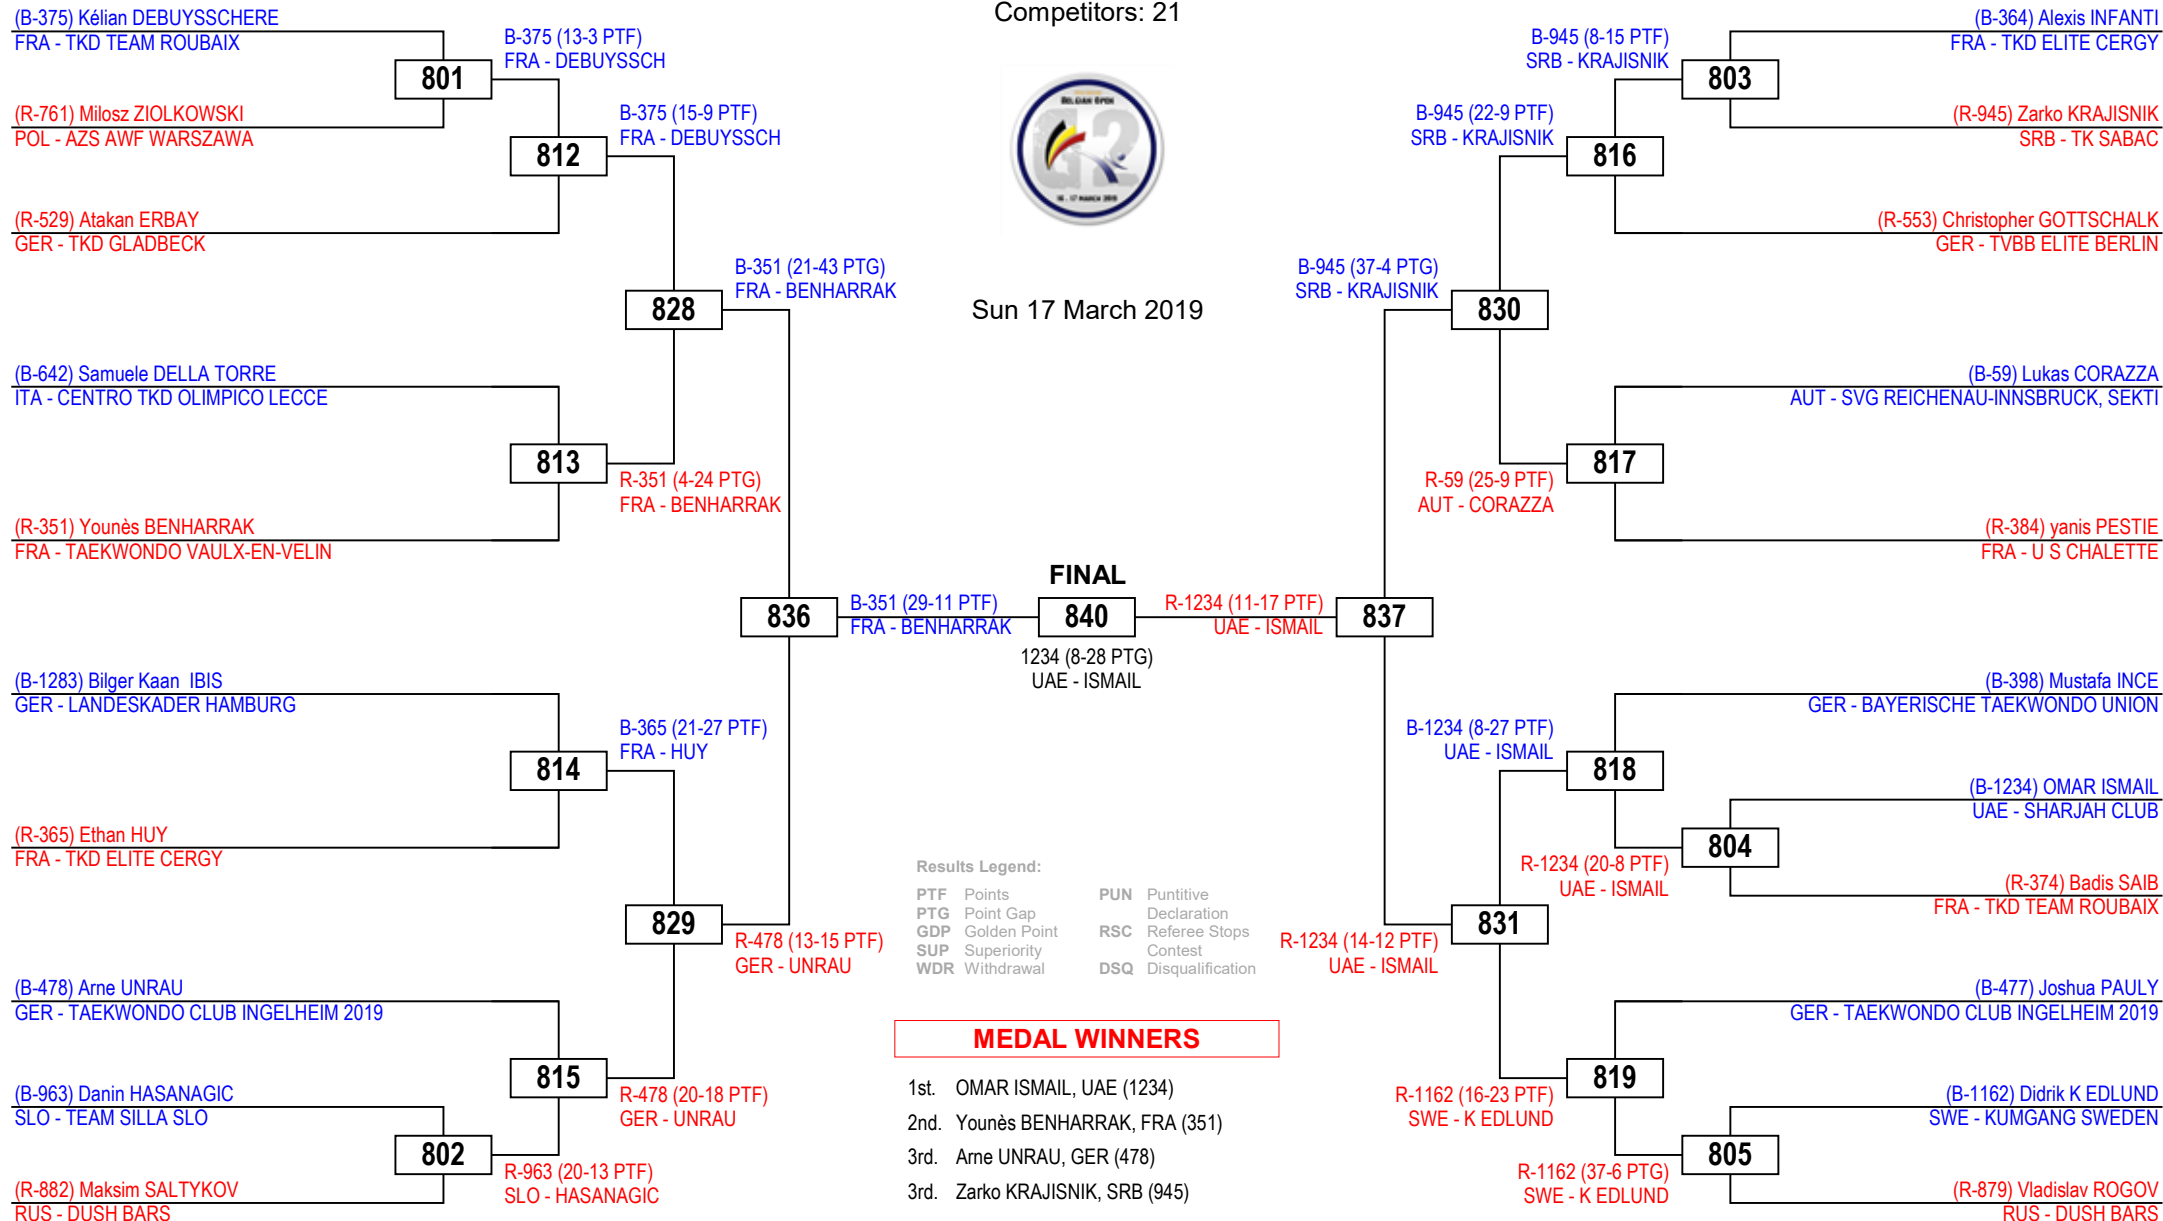 Competitors: 21
BELGIAN OPEN
G2
16 - 17 MARCH 2019
Sun 17 March 2019
(B-375) Kélian DEBUYSSCHERE
FRA - TKD TEAM ROUBAIX
801
(R-761) Milosz ZIOLKOWSKI
POL - AZS AWF WARSZAWA
B-375 (13-3 PTF)
FRA - DEBUYSSCH
812
(R-529) Atakan ERBAY
GER - TKD GLADBECK
B-375 (15-9 PTF)
FRA - DEBUYSSCH
828
B-351 (21-43 PTG)
FRA - BENHARRAK
(B-642) Samuele DELLA TORRE
ITA - CENTRO TKD OLIMPICO LECCE
813
R-351 (4-24 PTG)
FRA - BENHARRAK
(R-351) Younès BENHARRAK
FRA - TAEKWONDO VAULX-EN-VELIN
836
B-351 (29-11 PTF)
FRA - BENHARRAK
(B-1283) Bilger Kaan  IBIS
GER - LANDESKADER HAMBURG
B-365 (21-27 PTF)
FRA - HUY
814
(R-365) Ethan HUY
FRA - TKD ELITE CERGY
829
R-478 (13-15 PTF)
GER - UNRAU
(B-478) Arne UNRAU
GER - TAEKWONDO CLUB INGELHEIM 2019
815
R-478 (20-18 PTF)
GER - UNRAU
(B-963) Danin HASANAGIC
SLO - TEAM SILLA SLO
802
R-963 (20-13 PTF)
SLO - HASANAGIC
(R-882) Maksim SALTYKOV
RUS - DUSH BARS
FINAL
840
1234 (8-28 PTG)
UAE - ISMAIL
(B-364) Alexis INFANTI
FRA - TKD ELITE CERGY
B-945 (8-15 PTF)
SRB - KRAJISNIK
803
(R-945) Zarko KRAJISNIK
SRB - TK SABAC
B-945 (22-9 PTF)
SRB - KRAJISNIK
816
(R-553) Christopher GOTTSCHALK
GER - TVBB ELITE BERLIN
B-945 (37-4 PTG)
SRB - KRAJISNIK
830
(B-59) Lukas CORAZZA
AUT - SVG REICHENAU-INNSBRUCK, SEKTI
817
R-59 (25-9 PTF)
AUT - CORAZZA
(R-384) yanis PESTIE
FRA - U S CHALETTE
R-1234 (11-17 PTF)
UAE - ISMAIL
837
(B-398) Mustafa INCE
GER - BAYERISCHE TAEKWONDO UNION
B-1234 (8-27 PTF)
UAE - ISMAIL
818
(B-1234) OMAR ISMAIL
UAE - SHARJAH CLUB
804
R-1234 (20-8 PTF)
UAE - ISMAIL
(R-374) Badis SAIB
FRA - TKD TEAM ROUBAIX
831
R-1234 (14-12 PTF)
UAE - ISMAIL
(B-477) Joshua PAULY
GER - TAEKWONDO CLUB INGELHEIM 2019
819
R-1162 (16-23 PTF)
SWE - K EDLUND
(B-1162) Didrik K EDLUND
SWE - KUMGANG SWEDEN
805
R-1162 (37-6 PTG)
SWE - K EDLUND
(R-879) Vladislav ROGOV
RUS - DUSH BARS
Results Legend:
PTF Points
PTG Point Gap
GDP Golden Point
SUP Superiority
WDR Withdrawal
PUN Puntitive
Declaration
RSC Referee Stops
Contest
DSQ Disqualification
MEDAL WINNERS
1st. OMAR ISMAIL, UAE (1234)
2nd. Younès BENHARRAK, FRA (351)
3rd. Arne UNRAU, GER (478)
3rd. Zarko KRAJISNIK, SRB (945)